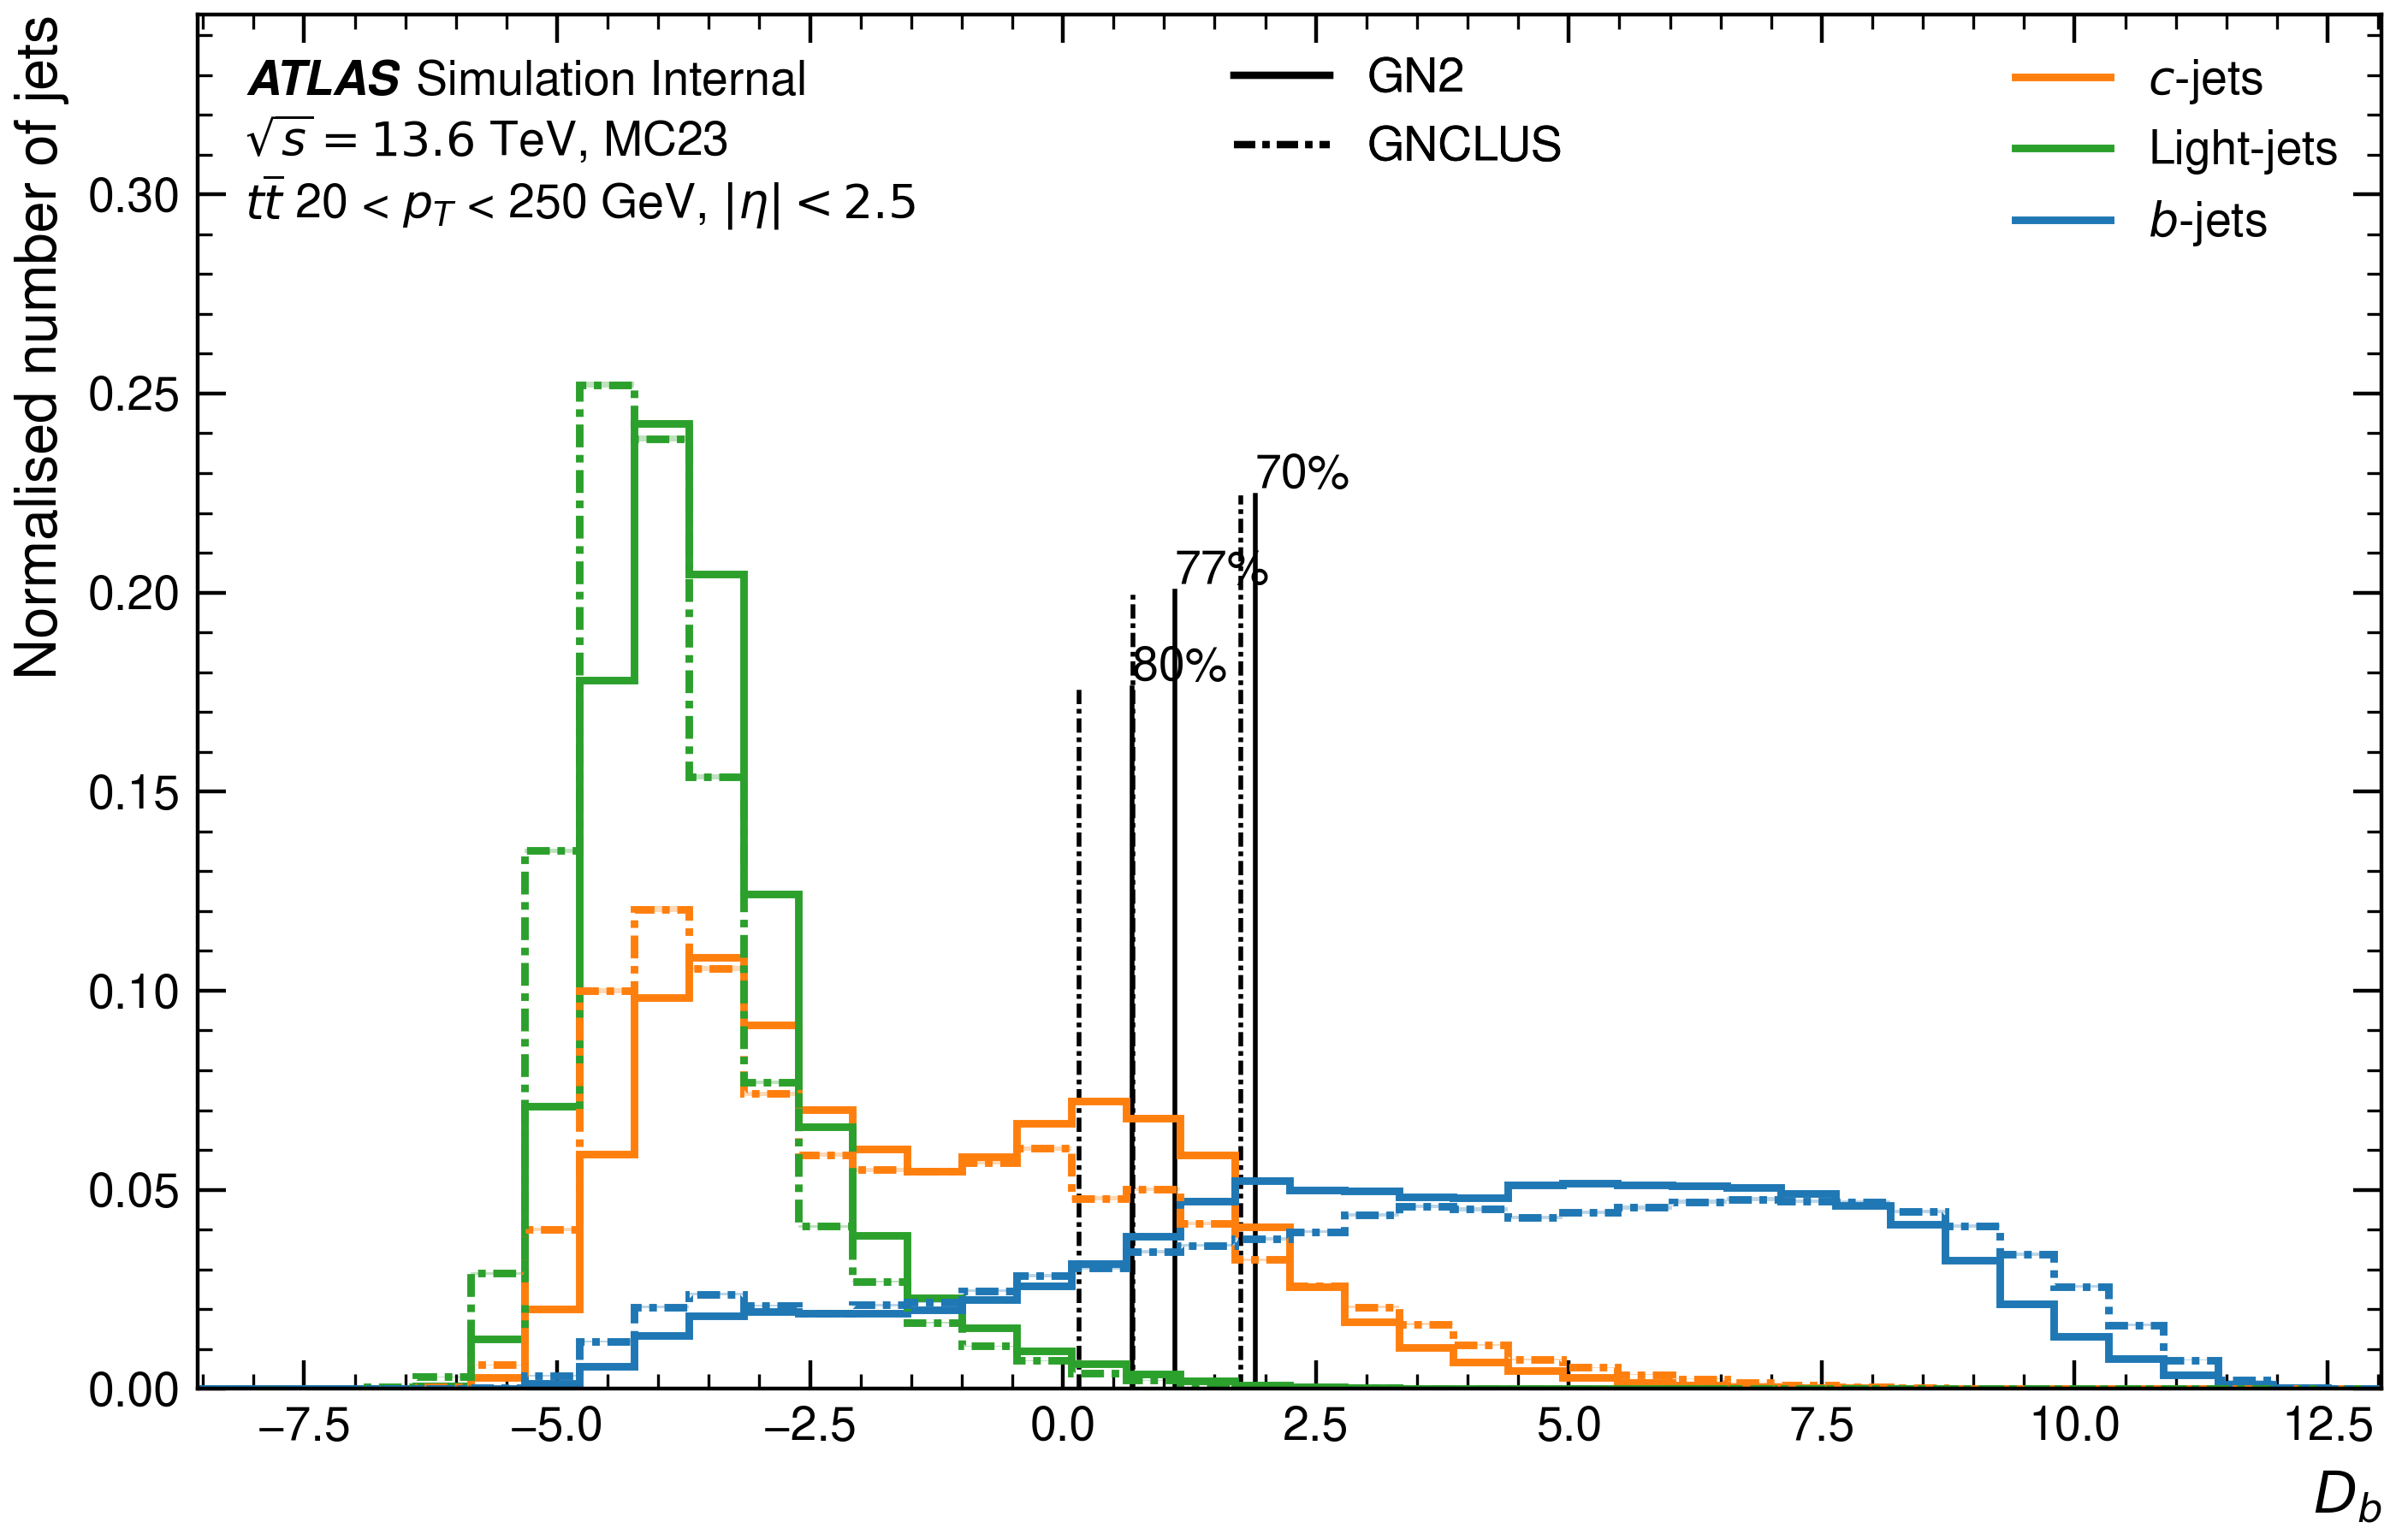 Normalised number of jets
ATLAS Simulation Internal
√s = 13.6 TeV, MC23
tt̄ 20 < p_T < 250 GeV, |η| < 2.5
GN2
GNCLUS
c-jets
Light-jets
b-jets
70%
77%
80%
0.30
0.25
0.20
0.15
0.10
0.05
0.00
−7.5 −5.0 −2.5 0.0 2.5 5.0 7.5 10.0 12.5
D_b